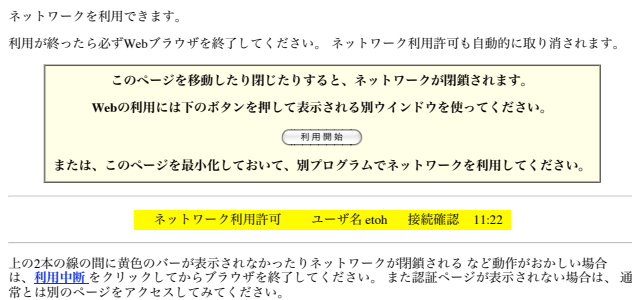 ネットワークを利用できます。
利用が終ったら必ずWebブラウザを終了してください。 ネットワーク利用許可も自動的に取り消されます。
このページを移動したり閉じたりすると、ネットワークが閉鎖されます。
Webの利用には下のボタンを押して表示される別ウインドウを使ってください。
利用開始
または、このページを最小化しておいて、別プログラムでネットワークを利用してください。
ネットワーク利用許可 ユーザ名 etoh 接続確認 11:22
上の2本の線の間に黄色のバーが表示されなかったりネットワークが閉鎖される など動作がおかしい場合
は、利用中断 をクリックしてからブラウザを終了してください。 また認証ページが表示されない場合は、 通
常とは別のページをアクセスしてみてください。